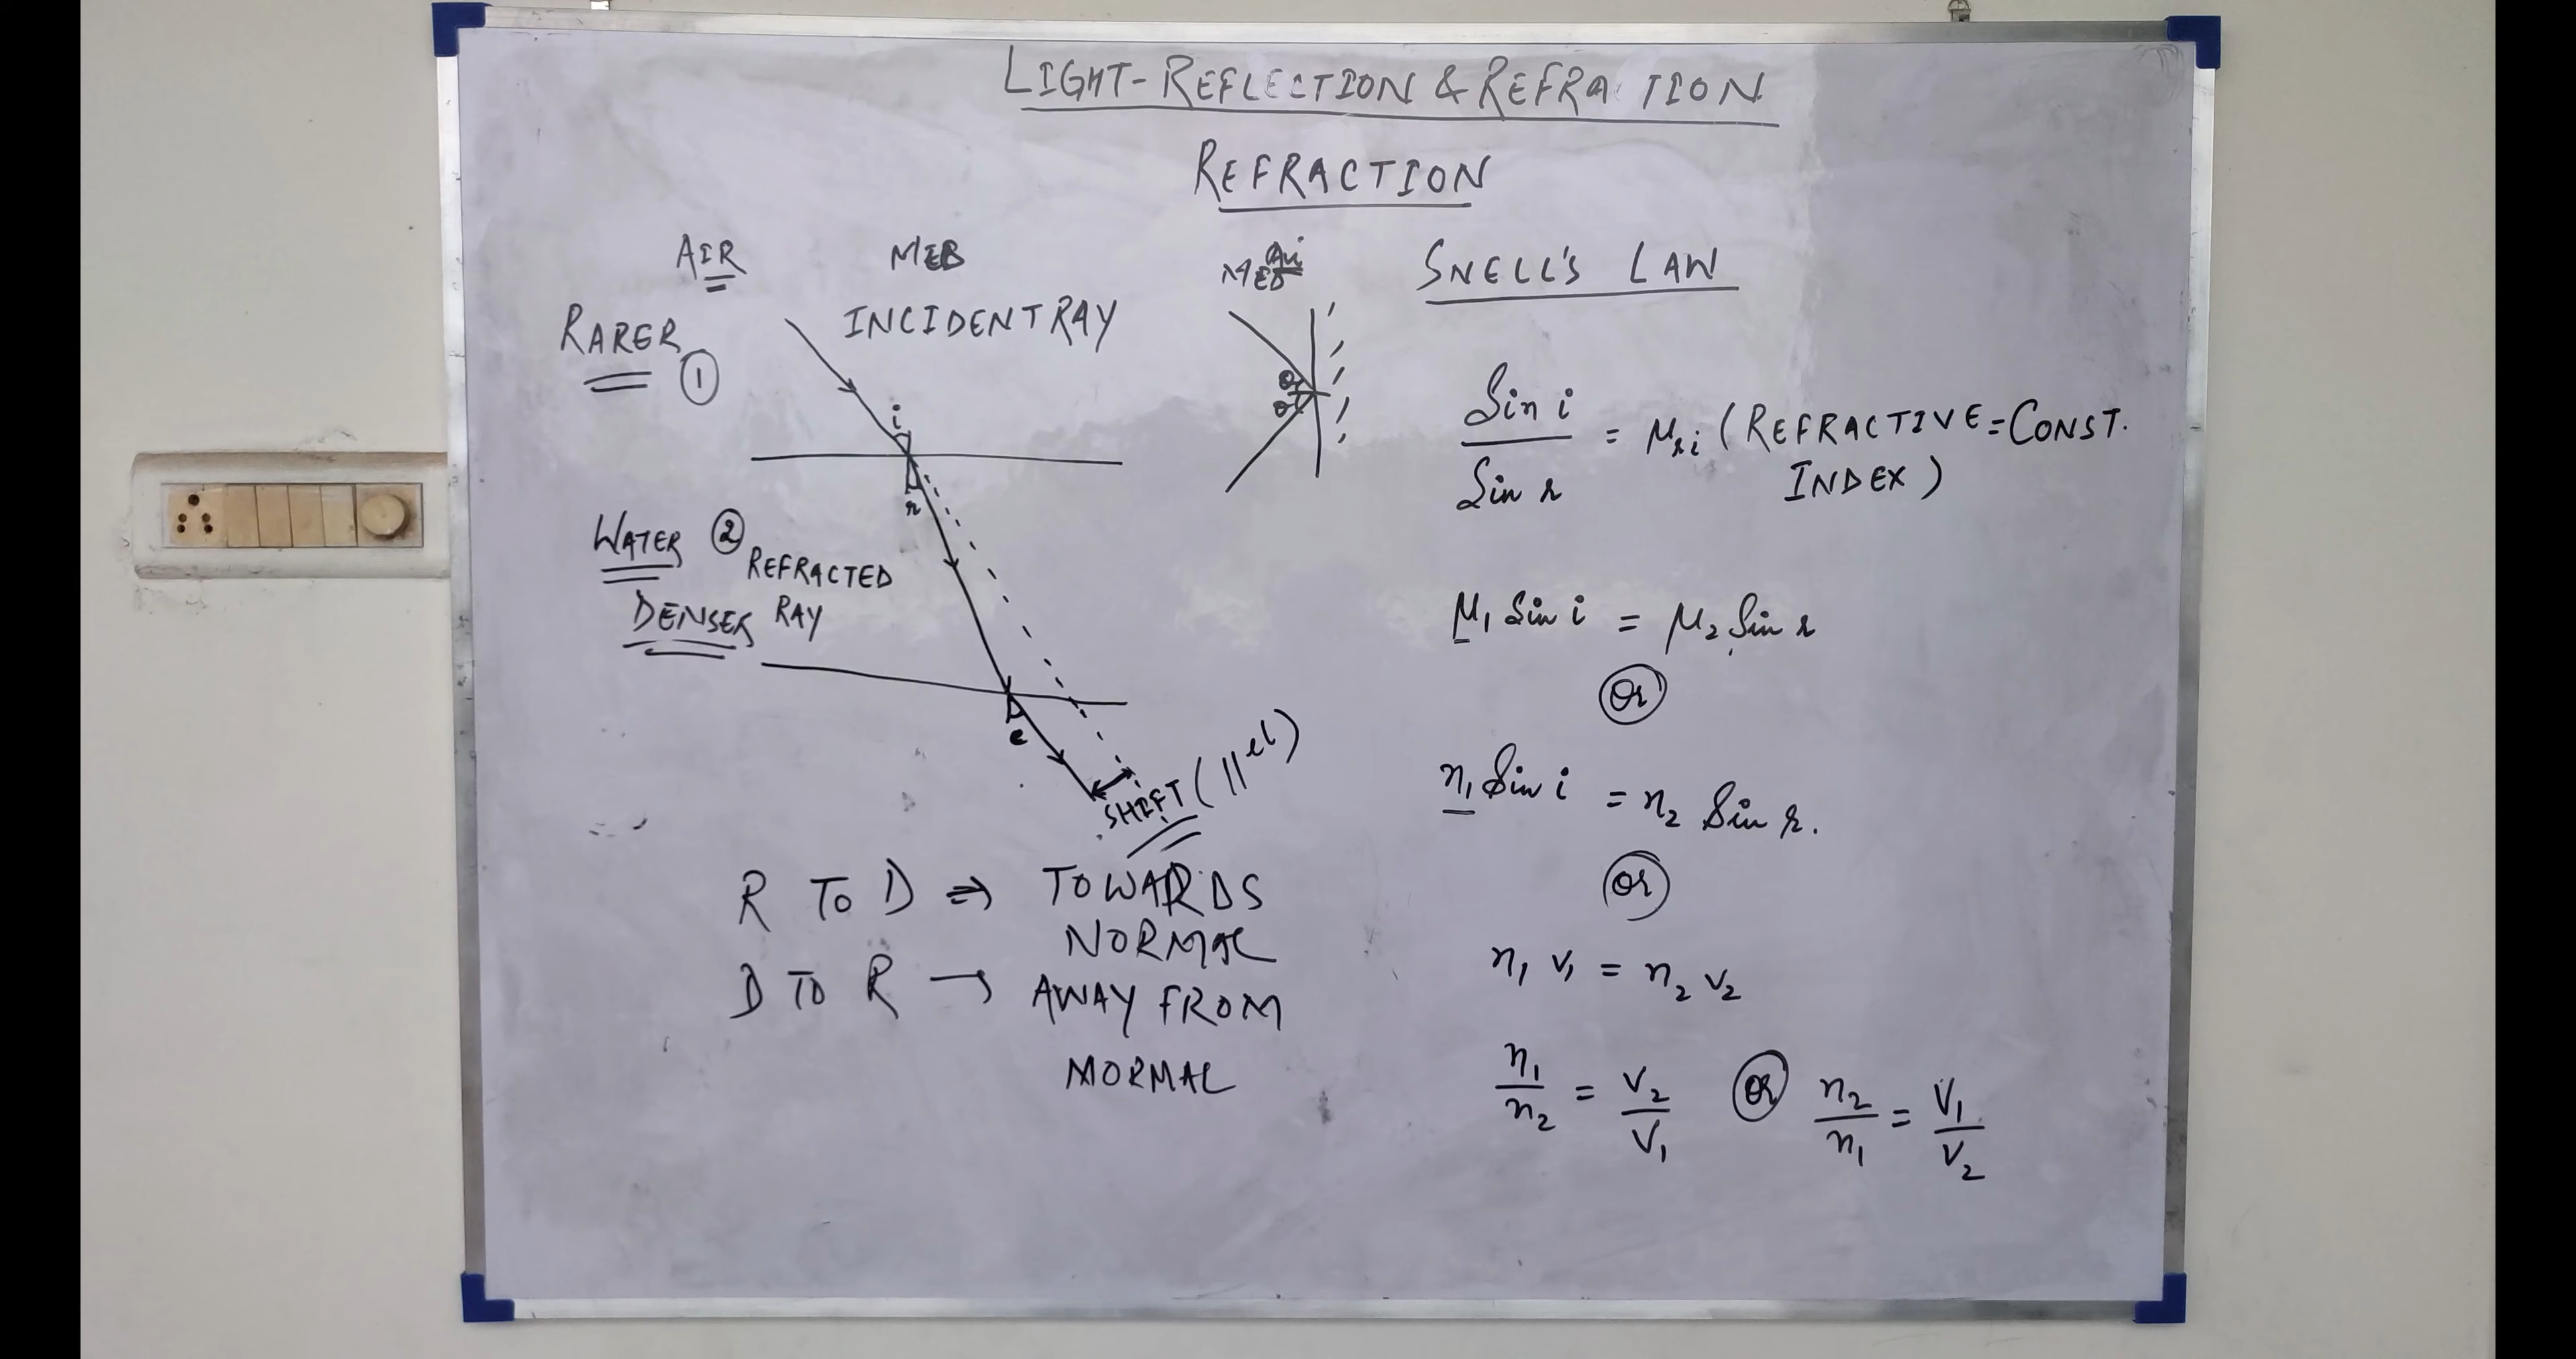 LIGHT-REFLECTION & REFRA TION
REFRACTION
AIR
MED
INCIDENT RAY
RARER
1
i
r
WATER
2
REFRACTED
RAY
DENSER
e
SHIFT (||el)
R TO D ⇒ TOWARDS
NORMAL
D TO R → AWAY FROM
NORMAL
MED
θ
θ
SNELL'S LAW
Sin i / Sin r = μri (REFRACTIVE = CONST.
INDEX)
μ1 Sin i = μ2 Sin r
Or
n1 Sin i = n2 Sin r.
Or
n1 v1 = n2 v2
n1/n2 = v2/v1 Or n2/n1 = v1/v2